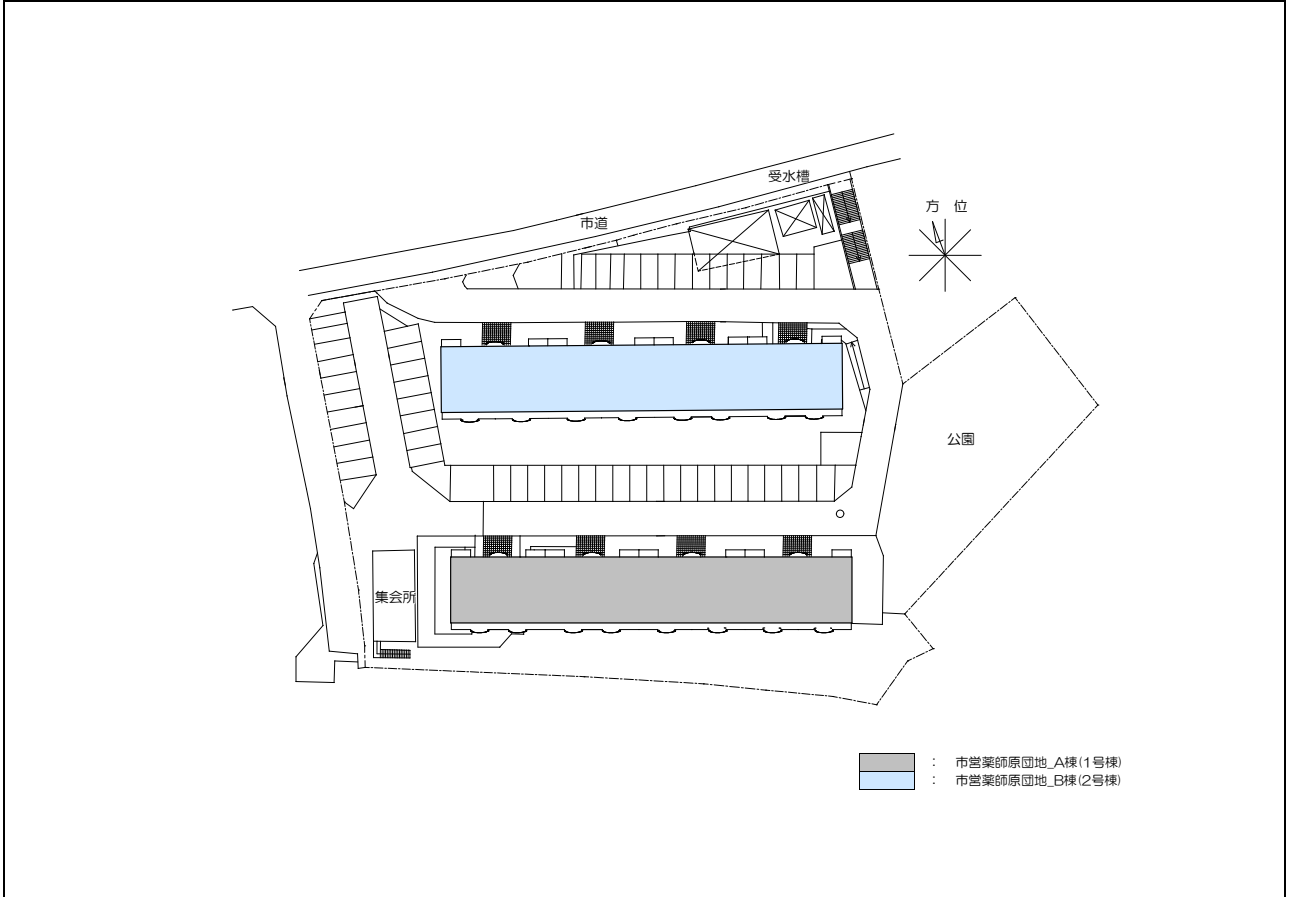 受水槽
市道
方 位
公園
集会所
： 市営薬師原団地_A棟(1号棟)
： 市営薬師原団地_B棟(2号棟)